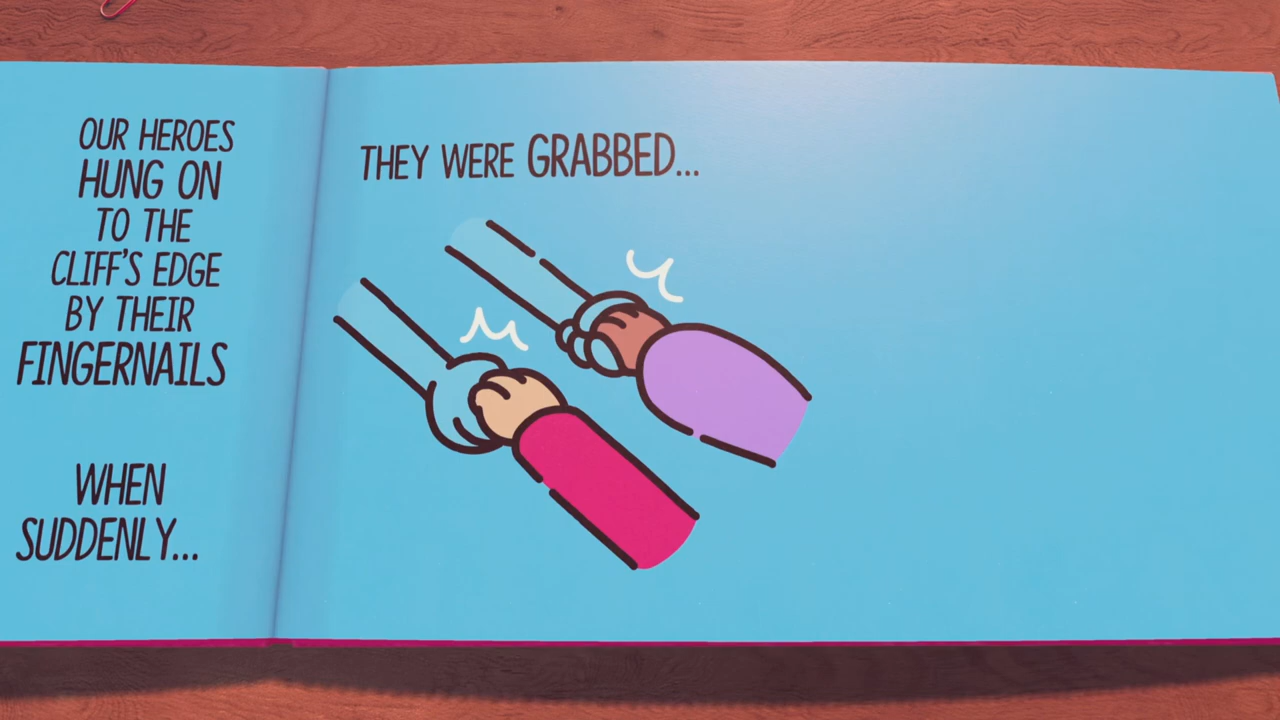 OUR HEROES
HUNG ON
TO THE
CLIFF'S EDGE
BY THEIR
FINGERNAILS
WHEN
SUDDENLY...
THEY WERE GRABBED...